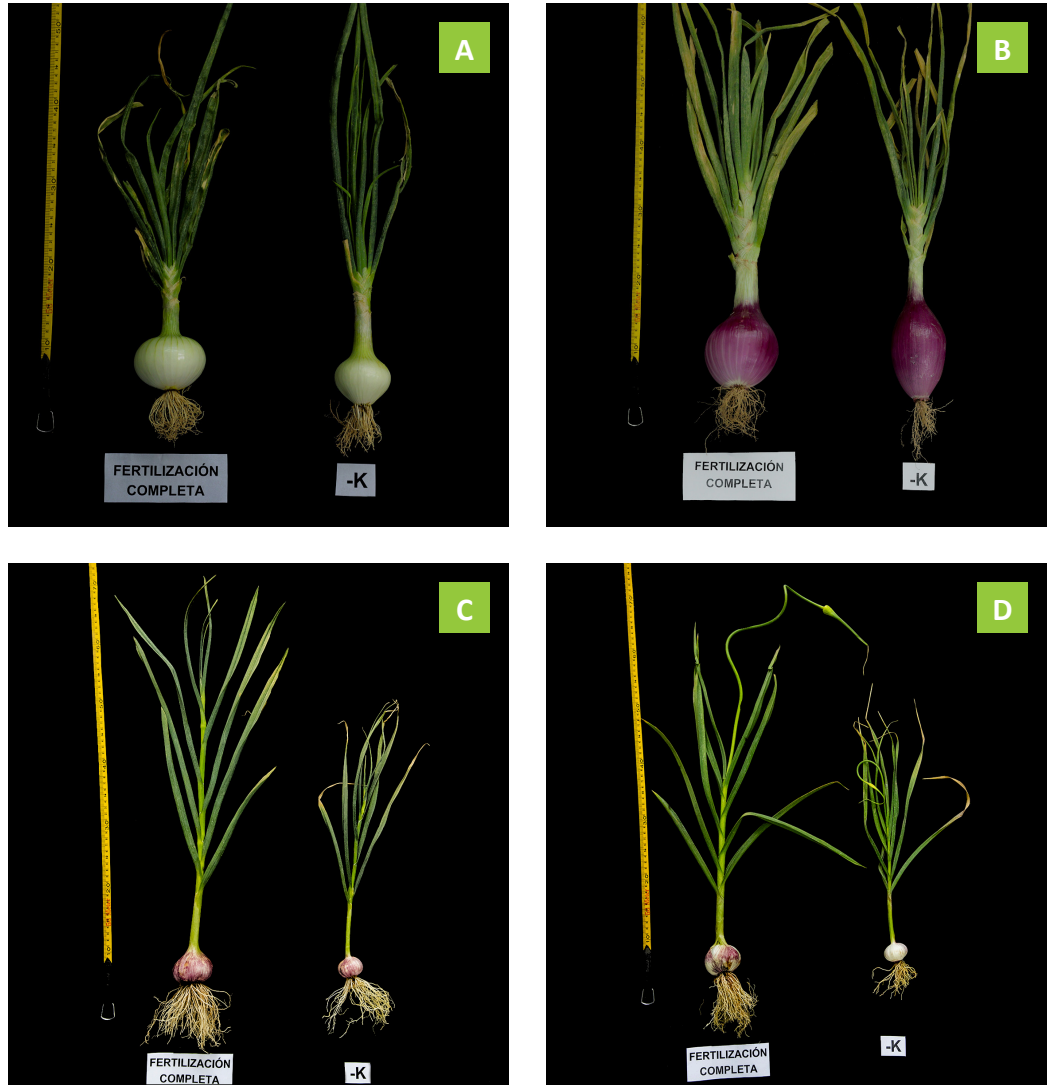 A
FERTILIZACIÓN
COMPLETA
-K
B
FERTILIZACIÓN
COMPLETA
-K
C
FERTILIZACIÓN
COMPLETA
-K
D
FERTILIZACIÓN
COMPLETA
-K